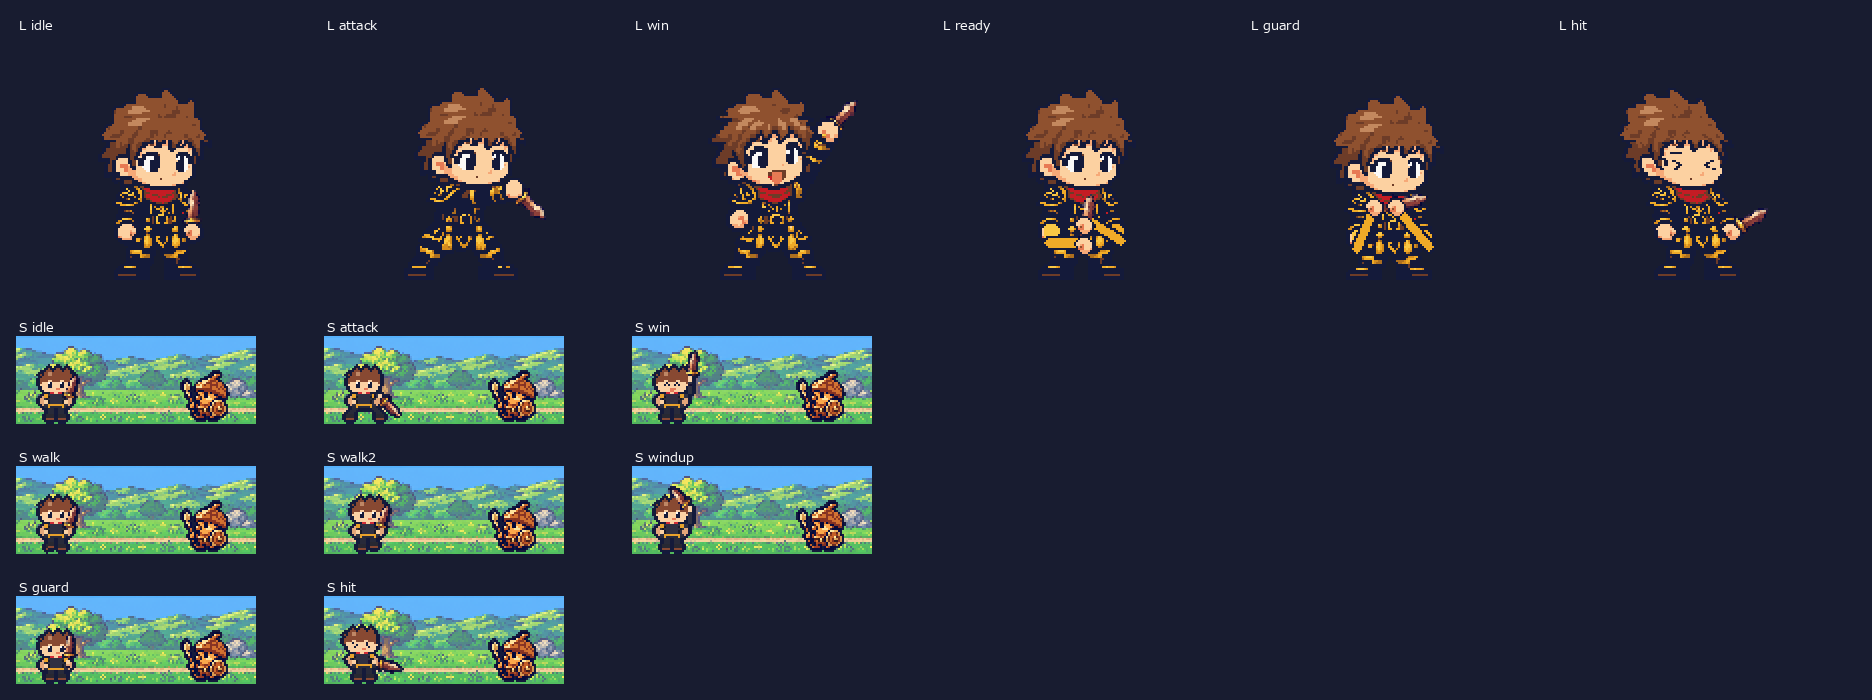 L idle
L attack
L win
L ready
L guard
L hit
S idle
S attack
S win
S walk
S walk2
S windup
S guard
S hit